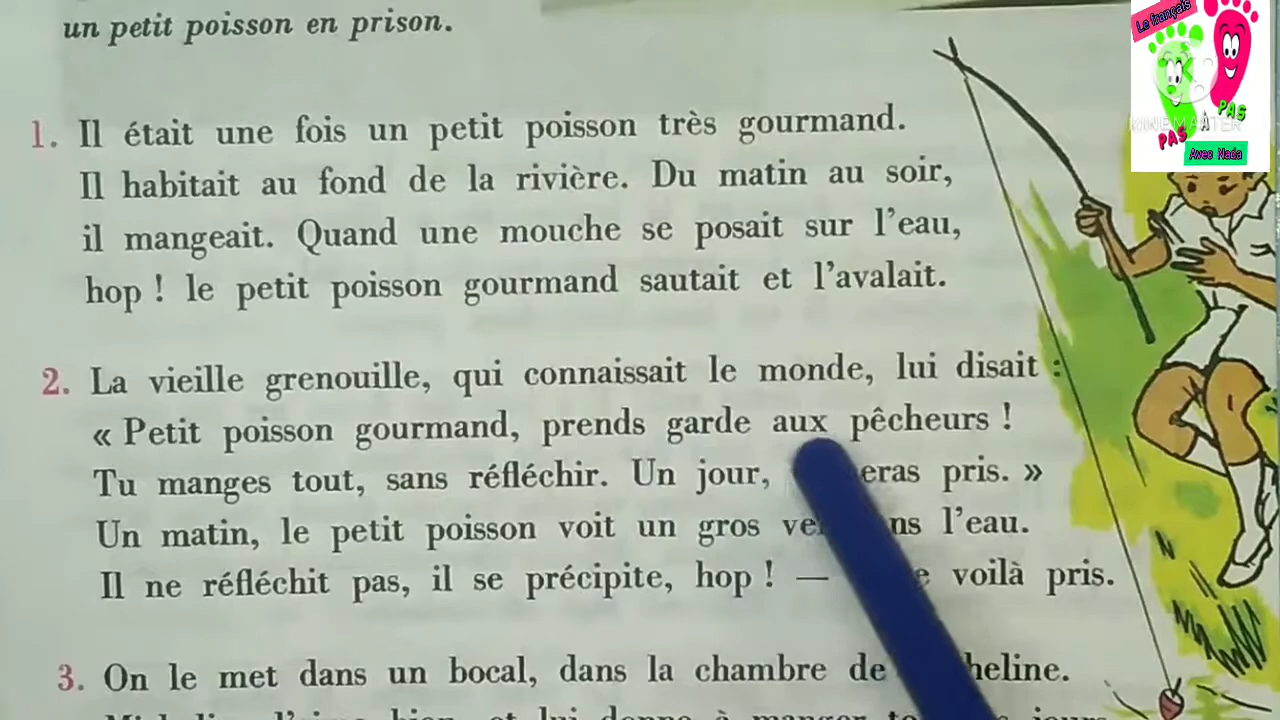 un petit poisson en prison.
1. Il était une fois un petit poisson très gourmand.
Il habitait au fond de la rivière. Du matin au soir,
il mangeait. Quand une mouche se posait sur l'eau,
hop ! le petit poisson gourmand sautait et l'avalait.
2. La vieille grenouille, qui connaissait le monde, lui disait :
« Petit poisson gourmand, prends garde aux pêcheurs !
Tu manges tout, sans réfléchir. Un jour, eras pris. »
Un matin, le petit poisson voit un gros l'eau.
Il ne réfléchit pas, il se précipite, hop ! — voilà pris.
3. On le met dans un bocal, dans la chambre de heline.
Le français
PAS À PAS
KINEMASTER
Avec Nada